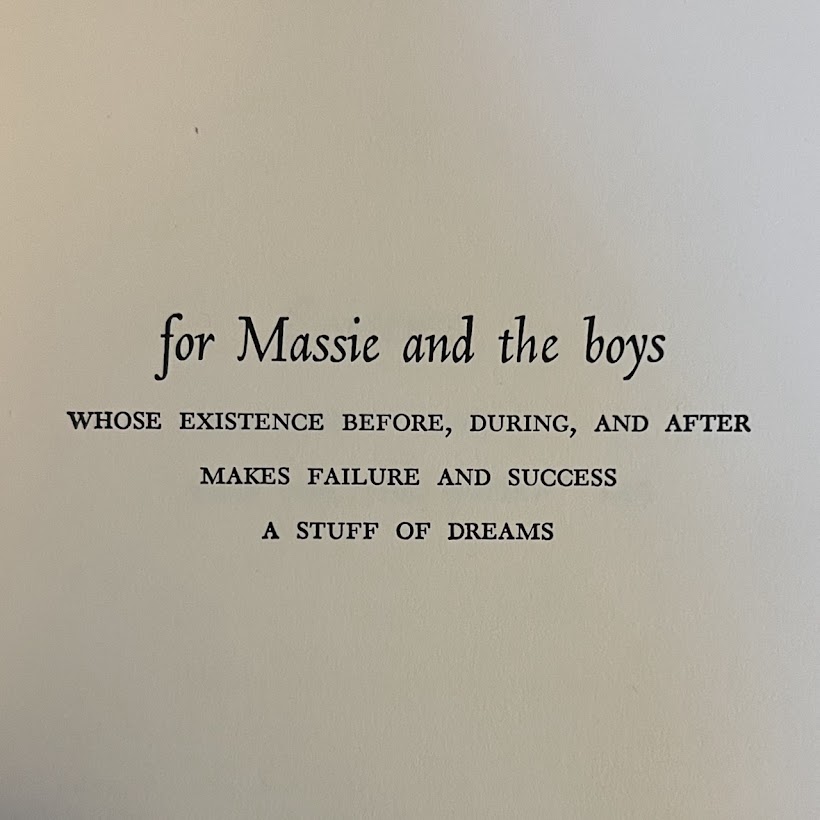 for Massie and the boys
WHOSE EXISTENCE BEFORE, DURING, AND AFTER
MAKES FAILURE AND SUCCESS
A STUFF OF DREAMS